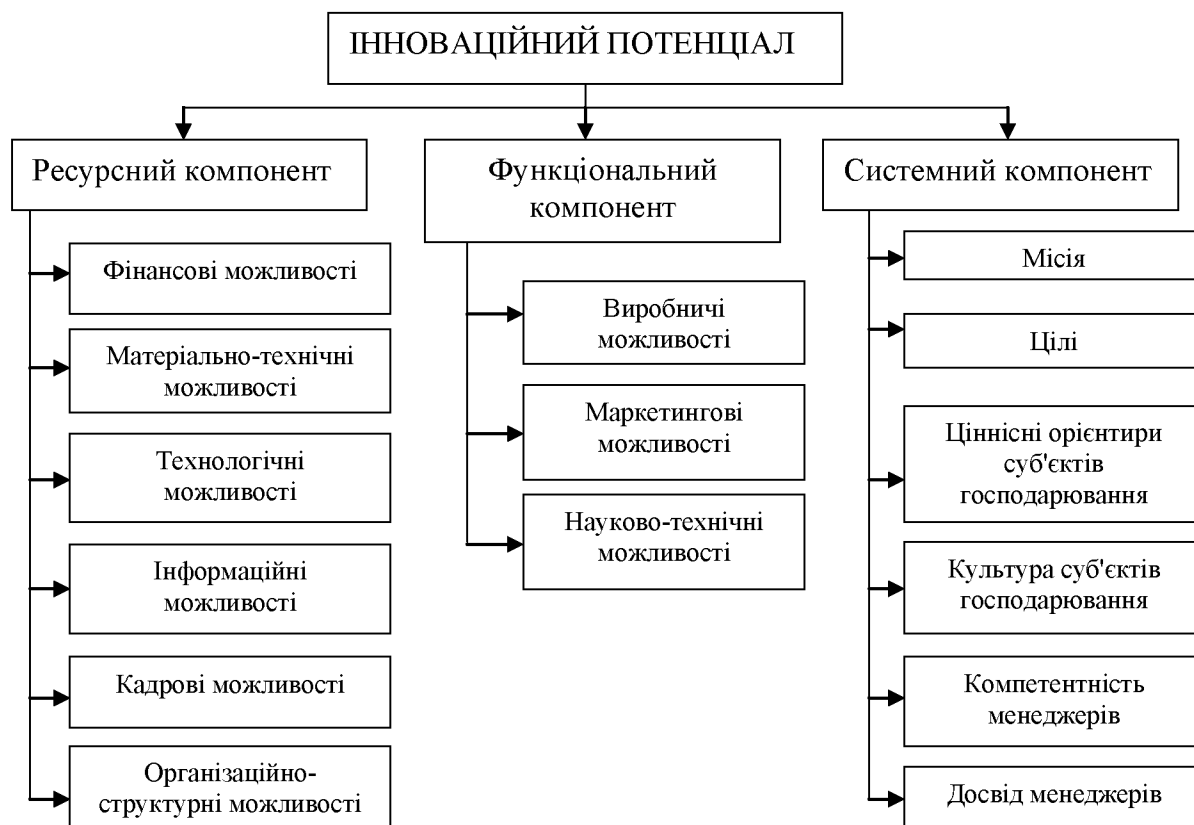 ІННОВАЦІЙНИЙ ПОТЕНЦІАЛ
Ресурсний компонент
Фінансові можливості
Матеріально-технічні
можливості
Технологічні
можливості
Інформаційні
можливості
Кадрові можливості
Організаційно-
структурні можливості
Функціональний
компонент
Виробничі
можливості
Маркетингові
можливості
Науково-технічні
можливості
Системний компонент
Місія
Цілі
Ціннісні орієнтири
суб'єктів
господарювання
Культура суб'єктів
господарювання
Компетентність
менеджерів
Досвід менеджерів